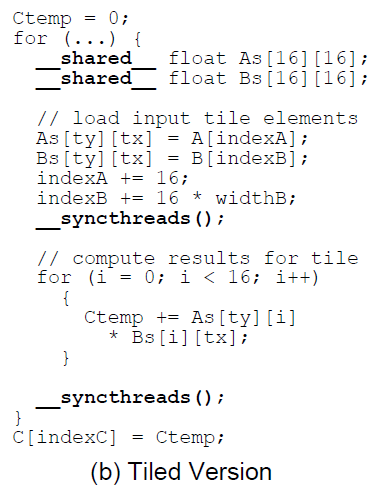 Ctemp = 0;
for (...) {
  __shared__ float As[16][16];
  __shared__ float Bs[16][16];

  // load input tile elements
  As[ty][tx] = A[indexA];
  Bs[ty][tx] = B[indexB];
  indexA += 16;
  indexB += 16 * widthB;
  __syncthreads();

  // compute results for tile
  for (i = 0; i < 16; i++)
    {
      Ctemp += As[ty][i]
        * Bs[i][tx];
    }

  __syncthreads();
}
C[indexC] = Ctemp;
(b) Tiled Version